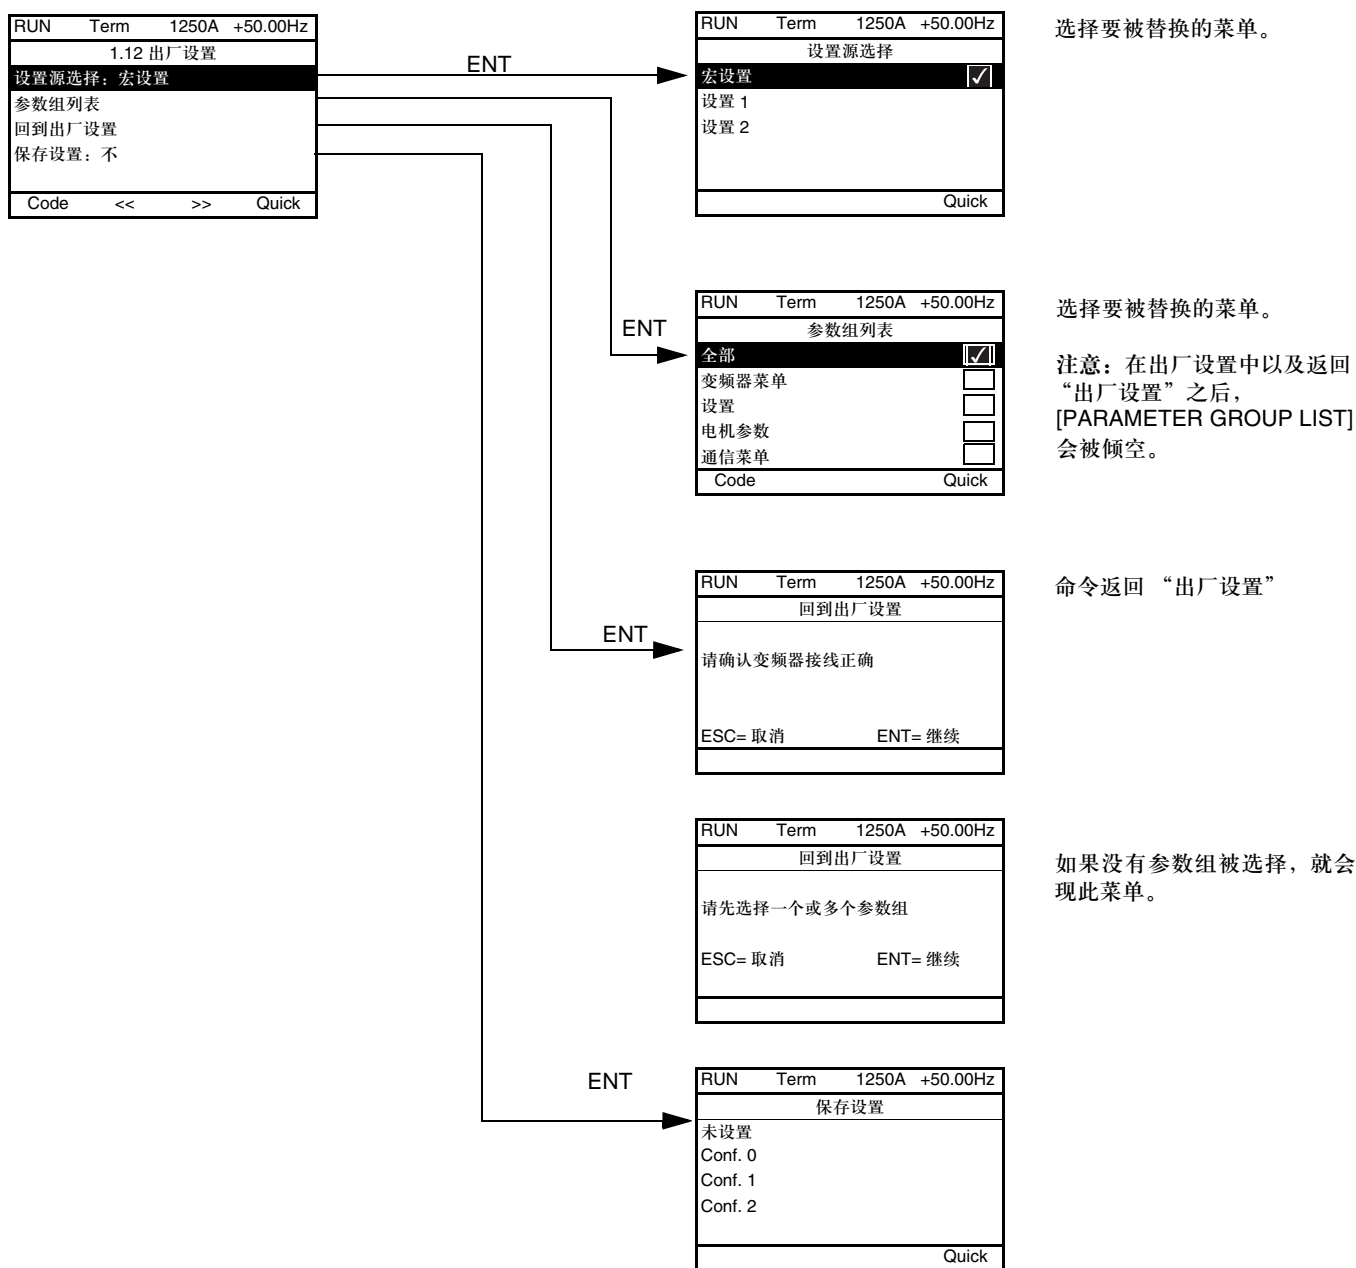 RUN Term 1250A +50.00Hz
1.12 出厂设置
设置源选择：宏设置
参数组列表
回到出厂设置
保存设置：不
Code << >> Quick
ENT
RUN Term 1250A +50.00Hz
设置源选择
宏设置
设置 1
设置 2
Quick
选择要被替换的菜单。
ENT
RUN Term 1250A +50.00Hz
参数组列表
全部
变频器菜单
设置
电机参数
通信菜单
Code Quick
选择要被替换的菜单。
注意：在出厂设置中以及返回
“出厂设置”之后，
[PARAMETER GROUP LIST]
会被倾空。
ENT
RUN Term 1250A +50.00Hz
回到出厂设置
请确认变频器接线正确
ESC= 取消 ENT= 继续
命令返回 “出厂设置”
RUN Term 1250A +50.00Hz
回到出厂设置
请先选择一个或多个参数组
ESC= 取消 ENT= 继续
如果没有参数组被选择，就会
现此菜单。
ENT
RUN Term 1250A +50.00Hz
保存设置
未设置
Conf. 0
Conf. 1
Conf. 2
Quick